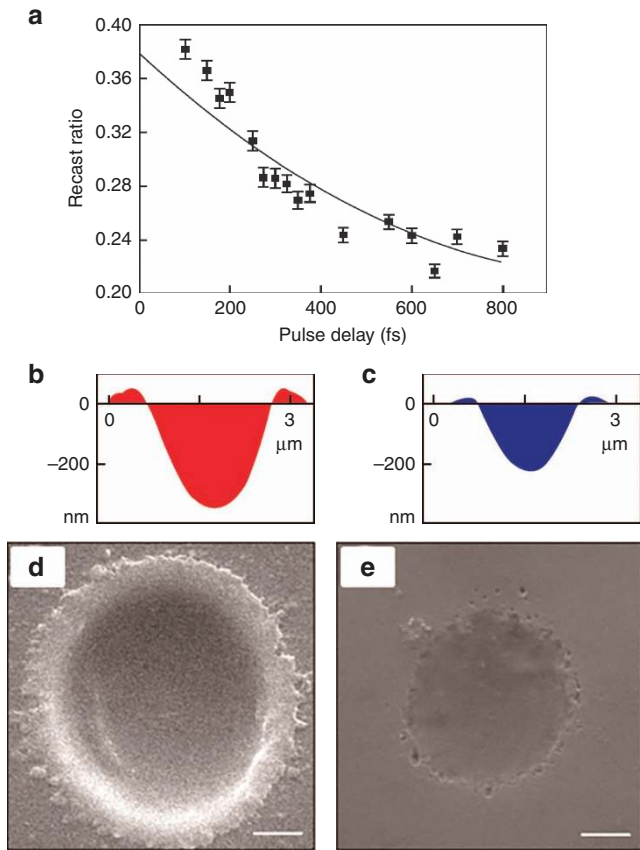 a
0.40
0.36
0.32
0.28
0.24
0.20
Recast ratio
0 200 400 600 800
Pulse delay (fs)
b
0
–200
nm
0 3
μm
c
0
–200
nm
0 3
μm
d
e